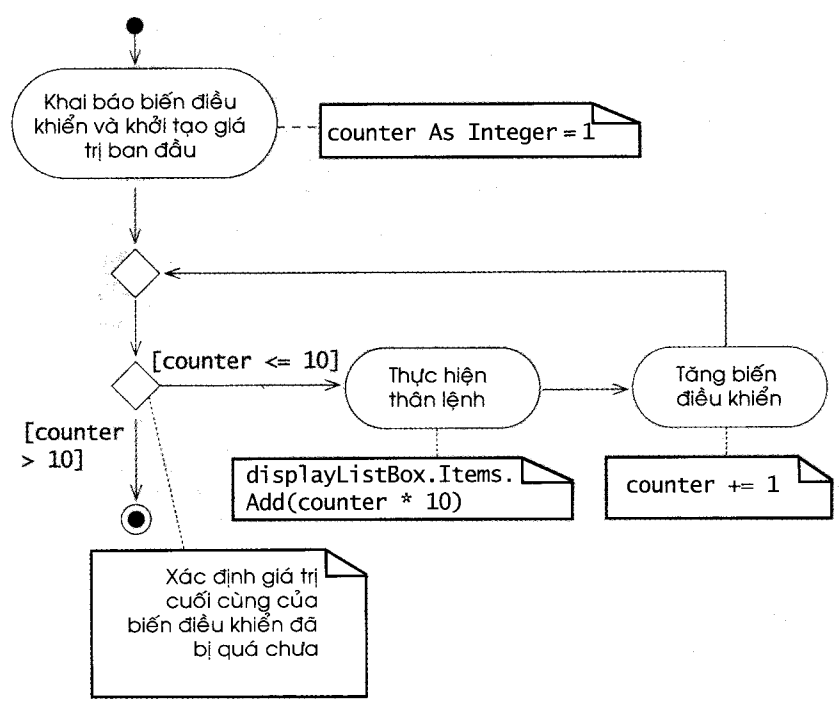 Khai báo biến điều
khiển và khởi tạo giá
trị ban đầu
counter As Integer = 1
[counter <= 10]
Thực hiện
thân lệnh
Tăng biến
điều khiển
[counter
> 10]
displayListBox.Items.
Add(counter * 10)
counter += 1
Xác định giá trị
cuối cùng của
biến điều khiển đã
bị quá chưa